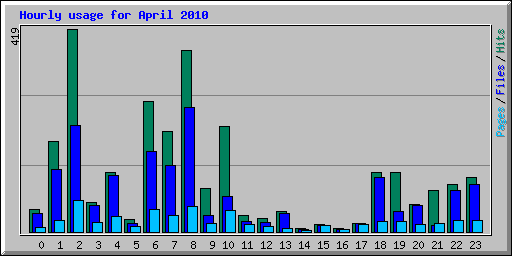 Hourly usage for April 2010
419
Pages/Files/Hits
0 1 2 3 4 5 6 7 8 9 10 11 12 13 14 15 16 17 18 19 20 21 22 23